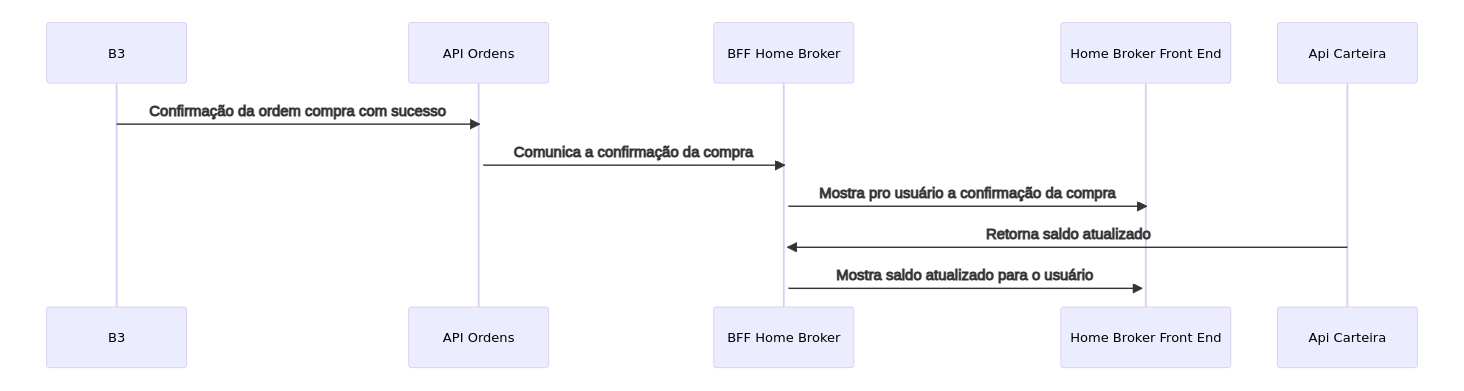 B3
API Ordens
BFF Home Broker
Home Broker Front End
Api Carteira
Confirmação da ordem compra com sucesso
Comunica a confirmação da compra
Mostra pro usuário a confirmação da compra
Retorna saldo atualizado
Mostra saldo atualizado para o usuário
B3
API Ordens
BFF Home Broker
Home Broker Front End
Api Carteira